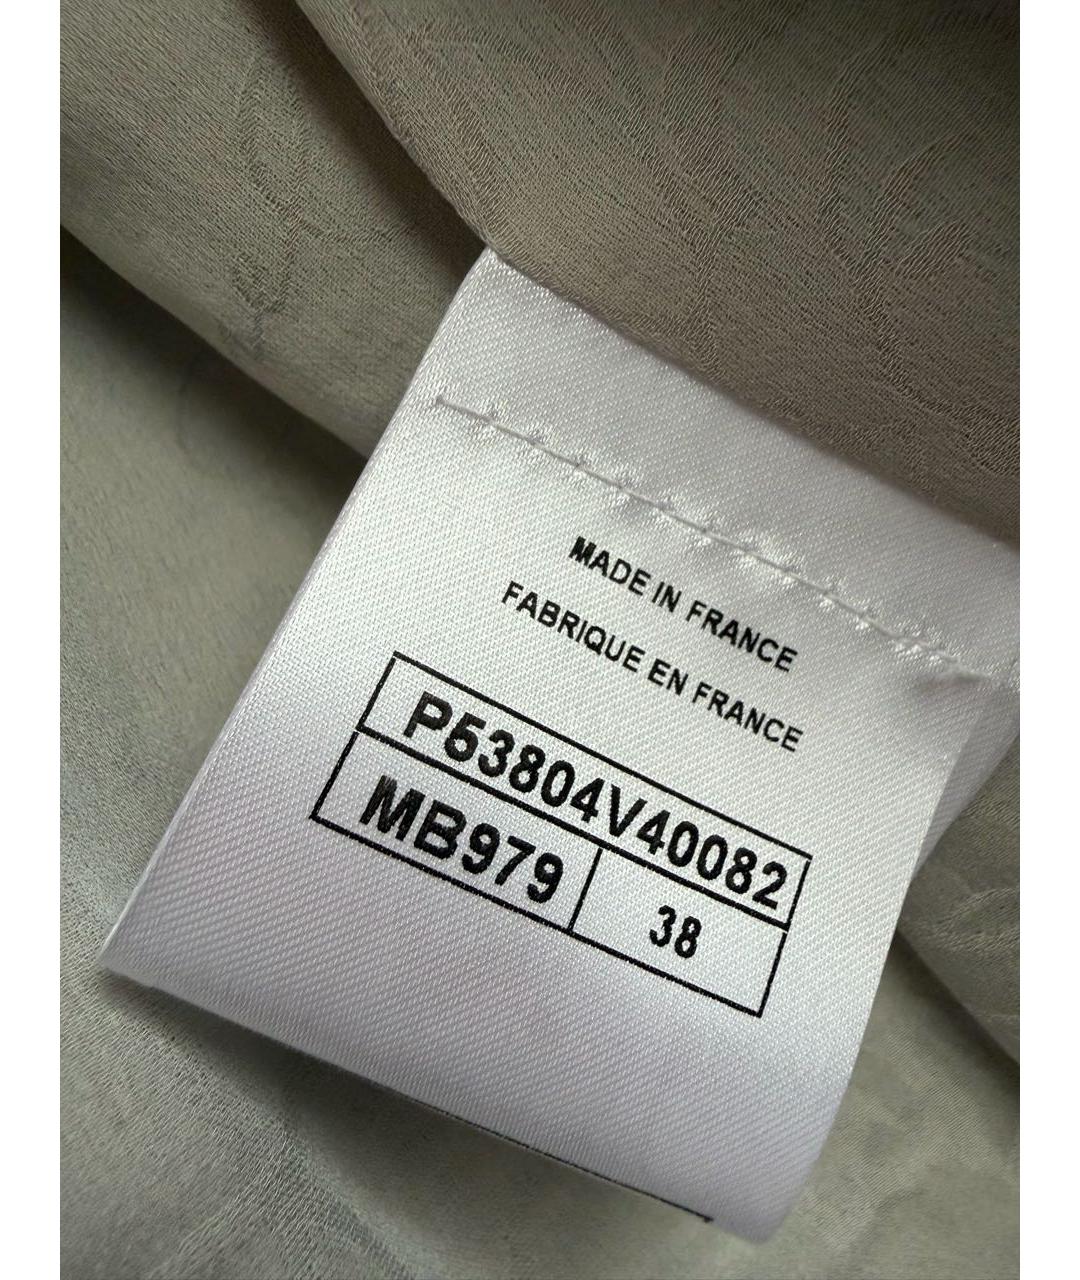 MADE IN FRANCE
FABRIQUE EN FRANCE
P53804V40082
MB979 38